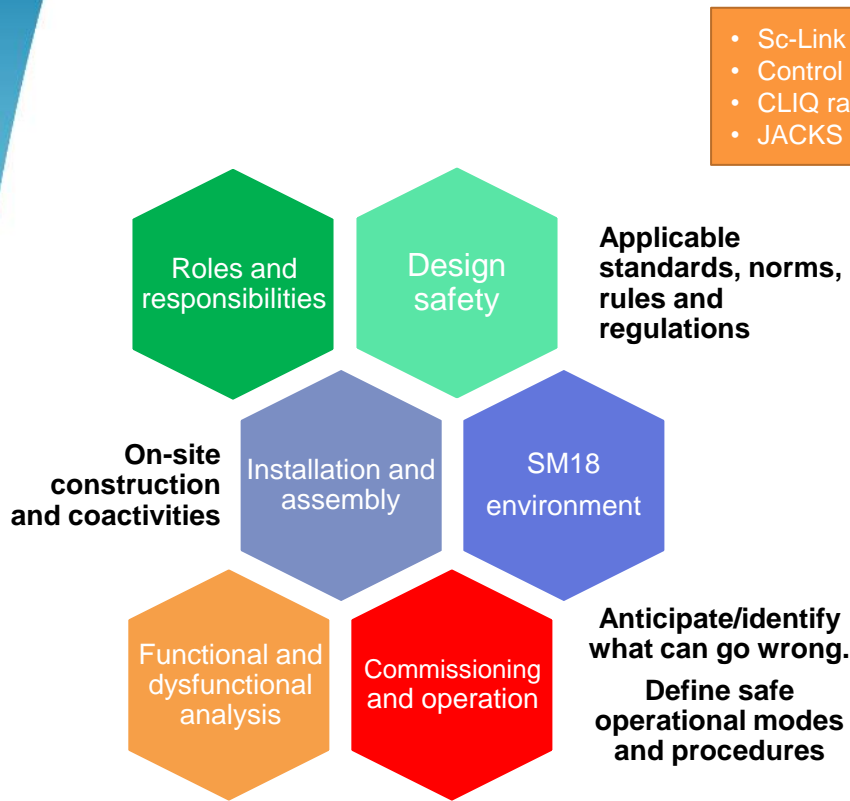 • Sc-Link
• Control
• CLIQ
• JACKS
Roles and
responsibilities
Design
safety
Applicable
standards, norms,
rules and
regulations
On-site
construction
and coactivities
Installation and
assembly
SM18
environment
Functional and
dysfunctional
analysis
Commissioning
and operation
Anticipate/identify
what can go wrong.
Define safe
operational modes
and procedures